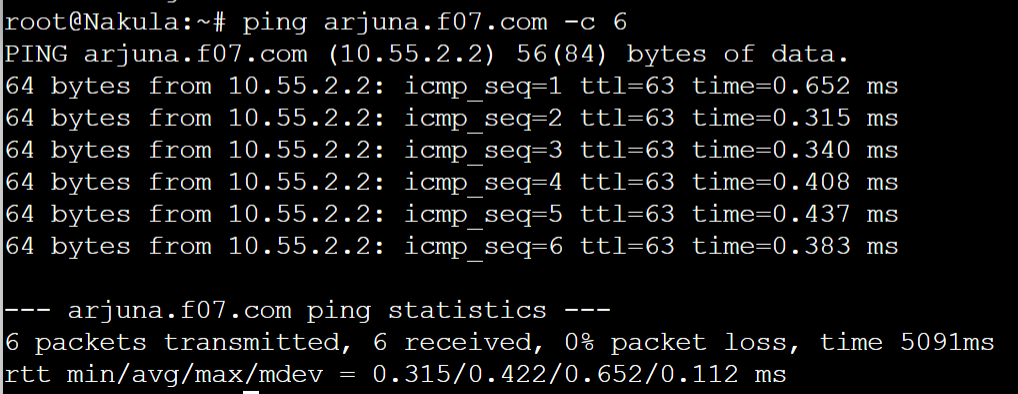 root@Nakula:~# ping arjuna.f07.com -c 6
PING arjuna.f07.com (10.55.2.2) 56(84) bytes of data.
64 bytes from 10.55.2.2: icmp_seq=1 ttl=63 time=0.652 ms
64 bytes from 10.55.2.2: icmp_seq=2 ttl=63 time=0.315 ms
64 bytes from 10.55.2.2: icmp_seq=3 ttl=63 time=0.340 ms
64 bytes from 10.55.2.2: icmp_seq=4 ttl=63 time=0.408 ms
64 bytes from 10.55.2.2: icmp_seq=5 ttl=63 time=0.437 ms
64 bytes from 10.55.2.2: icmp_seq=6 ttl=63 time=0.383 ms

--- arjuna.f07.com ping statistics ---
6 packets transmitted, 6 received, 0% packet loss, time 5091ms
rtt min/avg/max/mdev = 0.315/0.422/0.652/0.112 ms